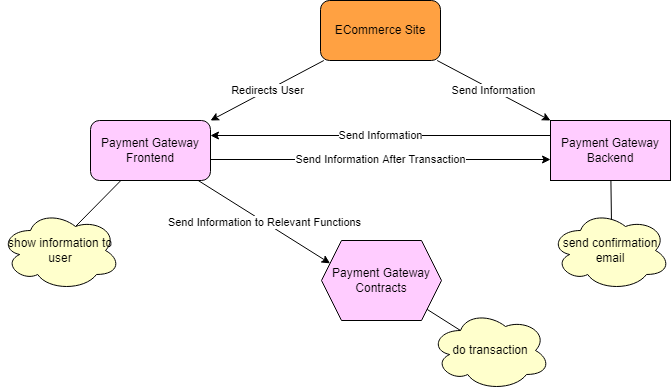 ECommerce Site
Redirects User
Send Information
Send Information
Payment Gateway
Frontend
Payment Gateway
Backend
Send Information After Transaction
Send Information to Relevant Functions
show information to
user
send confirmation
email
Payment Gateway
Contracts
do transaction